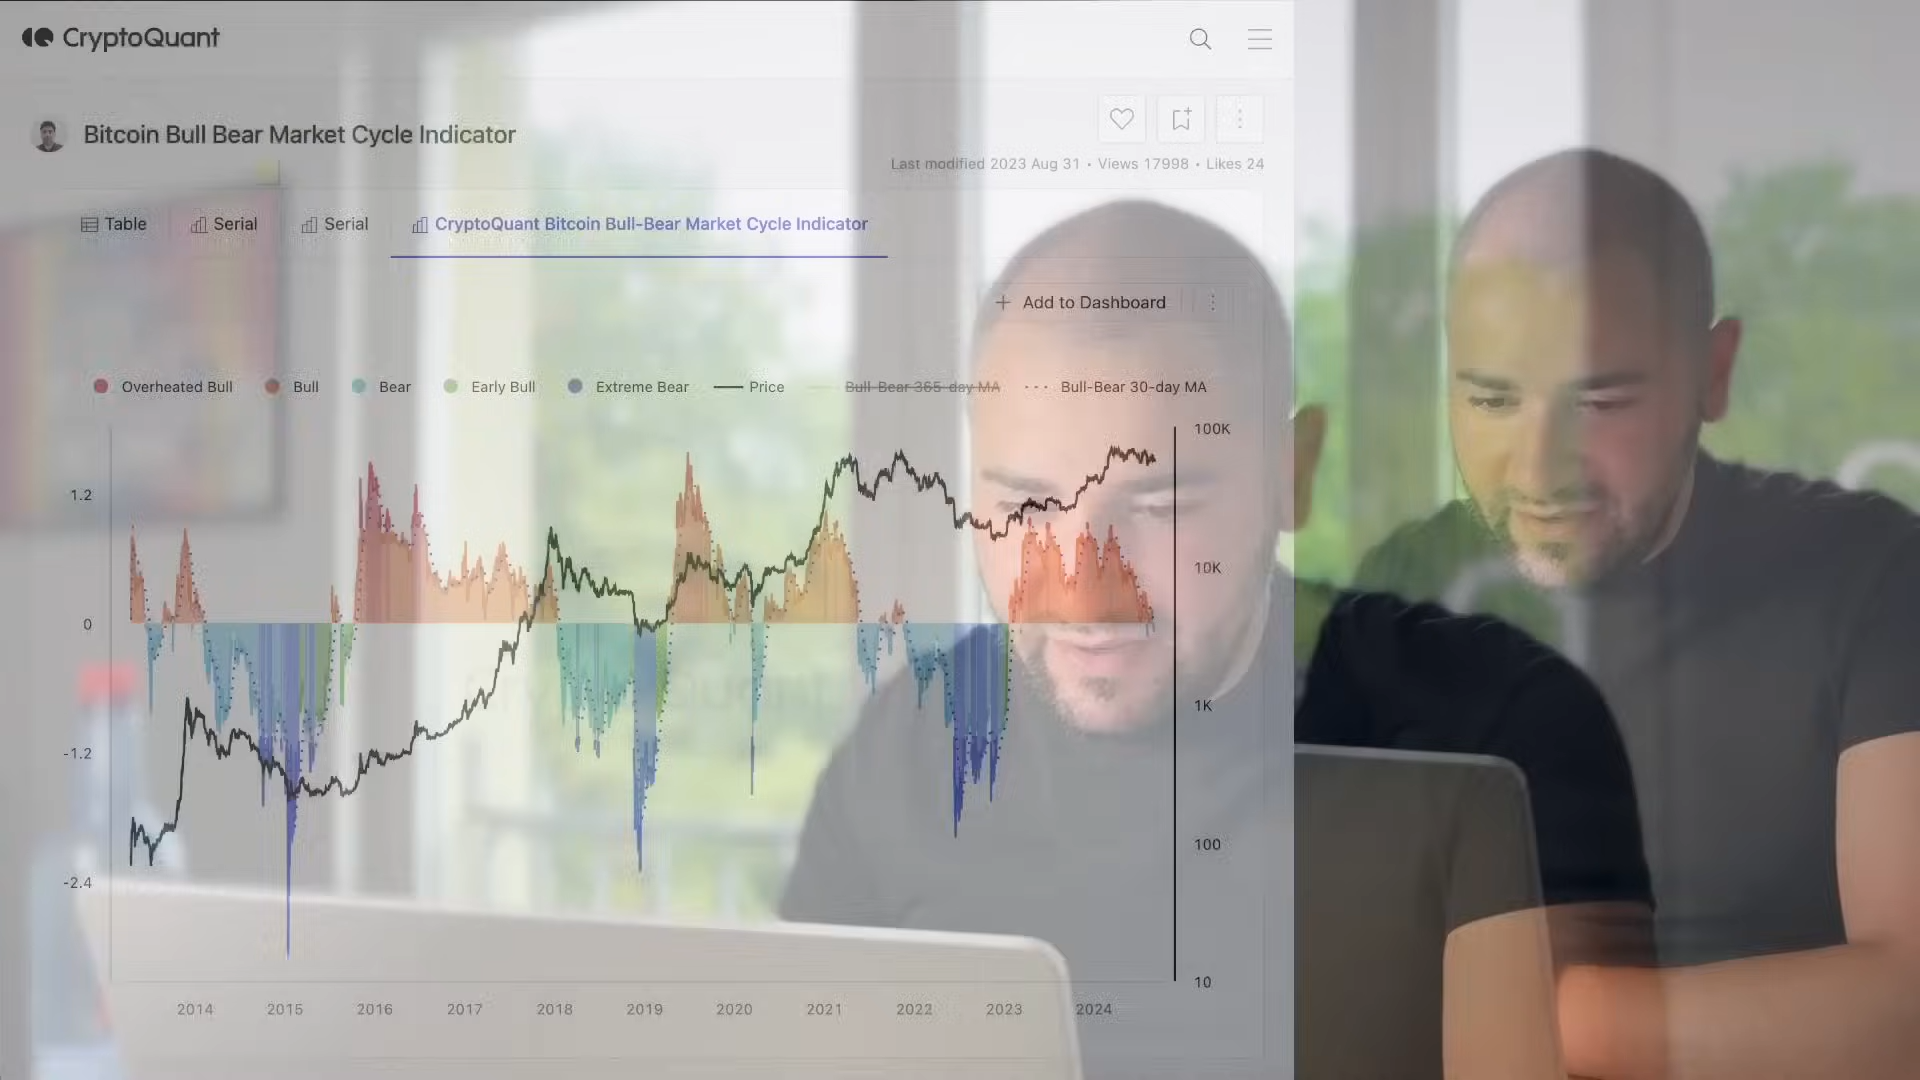 CryptoQuant
Bitcoin Bull Bear Market Cycle Indicator
Last modified 2023 Aug 31 • Views 17998 • Likes 24
Table Serial Serial CryptoQuant Bitcoin Bull-Bear Market Cycle Indicator
+ Add to Dashboard
Overheated Bull Bull Bear Early Bull Extreme Bear Price Bull-Bear 365-day MA Bull-Bear 30-day MA
100K
1.2
10K
0
1K
-1.2
100
-2.4
10
2014 2015 2016 2017 2018 2019 2020 2021 2022 2023 2024